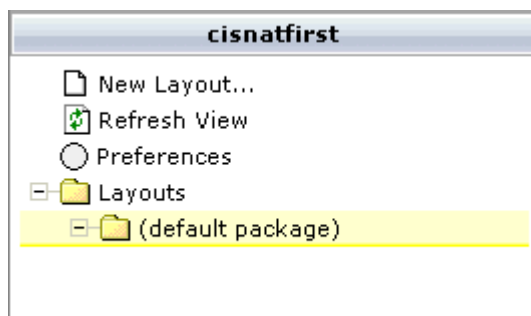 cisnatfirst
New Layout...
Refresh View
Preferences
Layouts
(default package)